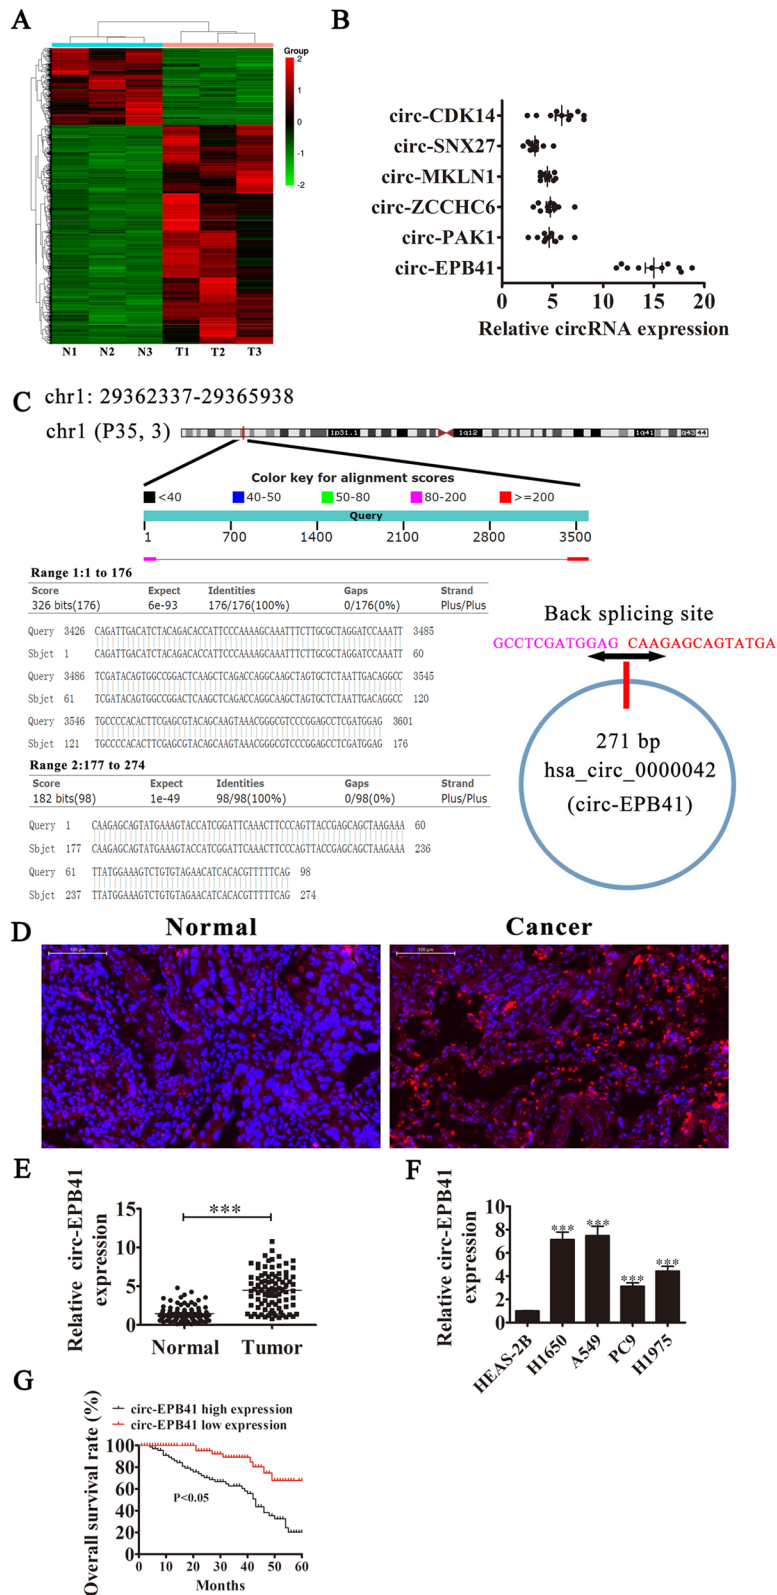 A
Group
2
1
0
-1
-2
N1 N2 N3 T1 T2 T3
B
circ-CDK14
circ-SNX27
circ-MKLN1
circ-ZCCHC6
circ-PAK1
circ-EPB41
0 5 10 15 20
Relative circRNA expression
C
chr1: 29362337-29365938
chr1 (P35, 3)
1p31.1 1q12 1q41 q4S 44
Color key for alignment scores
<40 40-50 50-80 80-200 >=200
Query
1 700 1400 2100 2800 3500
Range 1:1 to 176
Score Expect Identities Gaps Strand
326 bits(176) 6e-93 176/176(100%) 0/176(0%) Plus/Plus
Query 3426 CAGATTGACATCTACAGACACCATTCCCAAAAGCAAATTTCTTGCGCTAGGATCCAAATT 3485
Sbjct 1 CAGATTGACATCTACAGACACCATTCCCAAAAGCAAATTTCTTGCGCTAGGATCCAAATT 60
Query 3486 TCGATACAGTGGCCGGACTCAAGCTCAGACCAGGCAAGCTAGTGCTCTAATTGACAGGCC 3545
Sbjct 61 TCGATACAGTGGCCGGACTCAAGCTCAGACCAGGCAAGCTAGTGCTCTAATTGACAGGCC 120
Query 3546 TGCCCCACACTTCGAGCGTACAGCAAGTAAACGGGCGTCCCGGAGCCTCGATGGAG 3601
Sbjct 121 TGCCCCACACTTCGAGCGTACAGCAAGTAAACGGGCGTCCCGGAGCCTCGATGGAG 176
Range 2:177 to 274
Score Expect Identities Gaps Strand
182 bits(98) 1e-49 98/98(100%) 0/98(0%) Plus/Plus
Query 1 CAAGAGCAGTATGAAAGTACCATCGGATTCAAACTTCCCAGTTACCGAGCAGCTAAGAAA 60
Sbjct 177 CAAGAGCAGTATGAAAGTACCATCGGATTCAAACTTCCCAGTTACCGAGCAGCTAAGAAA 236
Query 61 TTATGGAAAGTCTGTGTAGAACATCACACGTTTTTCAG 98
Sbjct 237 TTATGGAAAGTCTGTGTAGAACATCACACGTTTTTCAG 274
Back splicing site
GCCTCGATGGAG CAAGAGCAGTATGA
271 bp
hsa_circ_0000042
(circ-EPB41)
D
Normal Cancer
E
Relative circ-EPB41
expression
15
10
5
0
***
Normal Tumor
F
Relative circ-EPB41
expression
10
8
6
4
2
0
*** *** *** ***
HEAS-2B H1650 A549 PC9 H1975
G
circ-EPB41 high expression
circ-EPB41 low expression
Overall survival rate (%)
100
80
60
40
20
0
P<0.05
0 10 20 30 40 50 60
Months